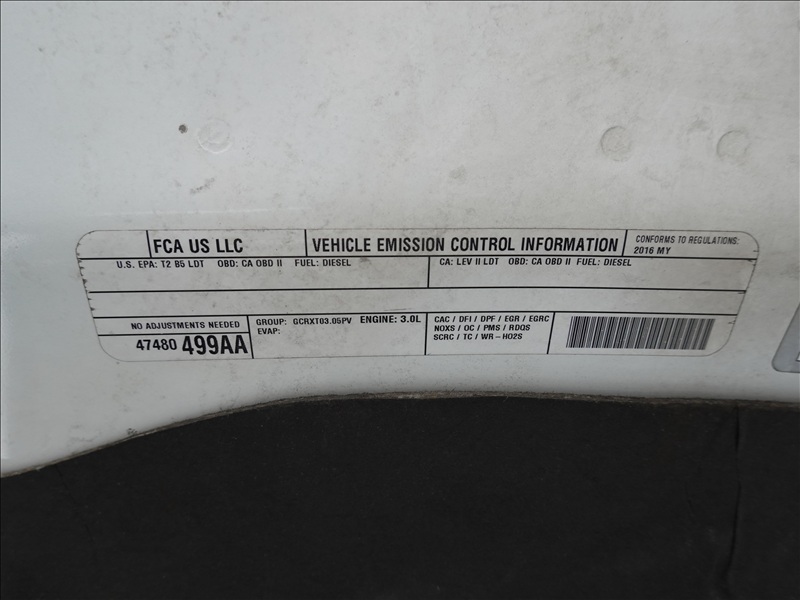 FCA US LLC
VEHICLE EMISSION CONTROL INFORMATION
CONFORMS TO REGULATIONS:
2016 MY
U.S. EPA: T2 B5 LDT OBD: CA OBD II FUEL: DIESEL
CA: LEV II LDT OBD: CA OBD II FUEL: DIESEL
NO ADJUSTMENTS NEEDED
47480 499AA
GROUP: GCRXT03.05PV ENGINE: 3.0L
EVAP:
CAC / DFI / DPF / EGR / EGRC
NOXS / OC / PMS / RDQS
SCRC / TC / WR-HO2S